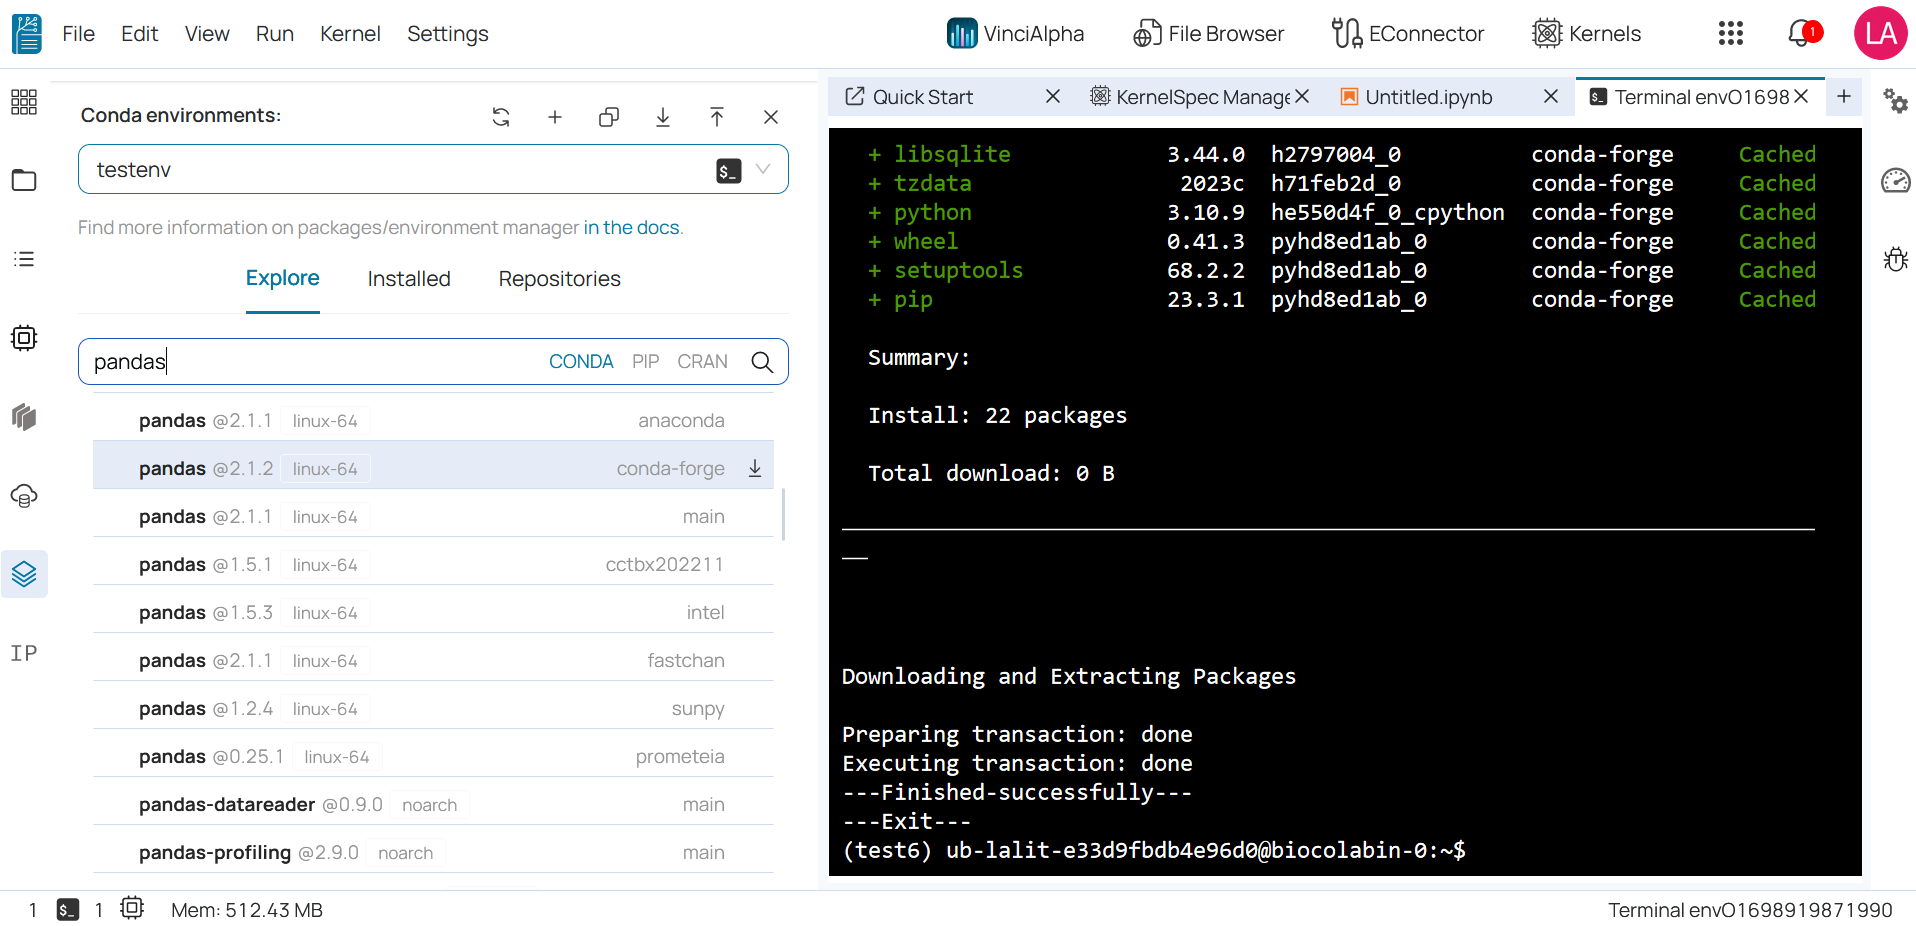 File Edit View Run Kernel Settings
VinciAlpha File Browser EConnector Kernels 1 LA
Conda environments:
testenv $_
Find more information on packages/environment manager in the docs.
Explore Installed Repositories
pandas CONDA PIP CRAN
pandas @2.1.1 linux-64 anaconda
pandas @2.1.2 linux-64 conda-forge
pandas @2.1.1 linux-64 main
pandas @1.5.1 linux-64 cctbx202211
pandas @1.5.3 linux-64 intel
pandas @2.1.1 linux-64 fastchan
pandas @1.2.4 linux-64 sunpy
pandas @0.25.1 linux-64 prometeia
pandas-datareader @0.9.0 noarch main
pandas-profiling @2.9.0 noarch main
IP
Quick Start KernelSpec Manage Untitled.ipynb $_ Terminal envO1698
+ libsqlite 3.44.0 h2797004_0 conda-forge Cached
+ tzdata 2023c h71feb2d_0 conda-forge Cached
+ python 3.10.9 he550d4f_0_cpython conda-forge Cached
+ wheel 0.41.3 pyhd8ed1ab_0 conda-forge Cached
+ setuptools 68.2.2 pyhd8ed1ab_0 conda-forge Cached
+ pip 23.3.1 pyhd8ed1ab_0 conda-forge Cached
Summary:
Install: 22 packages
Total download: 0 B
Downloading and Extracting Packages
Preparing transaction: done
Executing transaction: done
---Finished-successfully---
---Exit---
(test6) ub-lalit-e33d9fbdb4e96d0@biocolabin-0:~$
1 $_ 1 Mem: 512.43 MB Terminal envO1698919871990